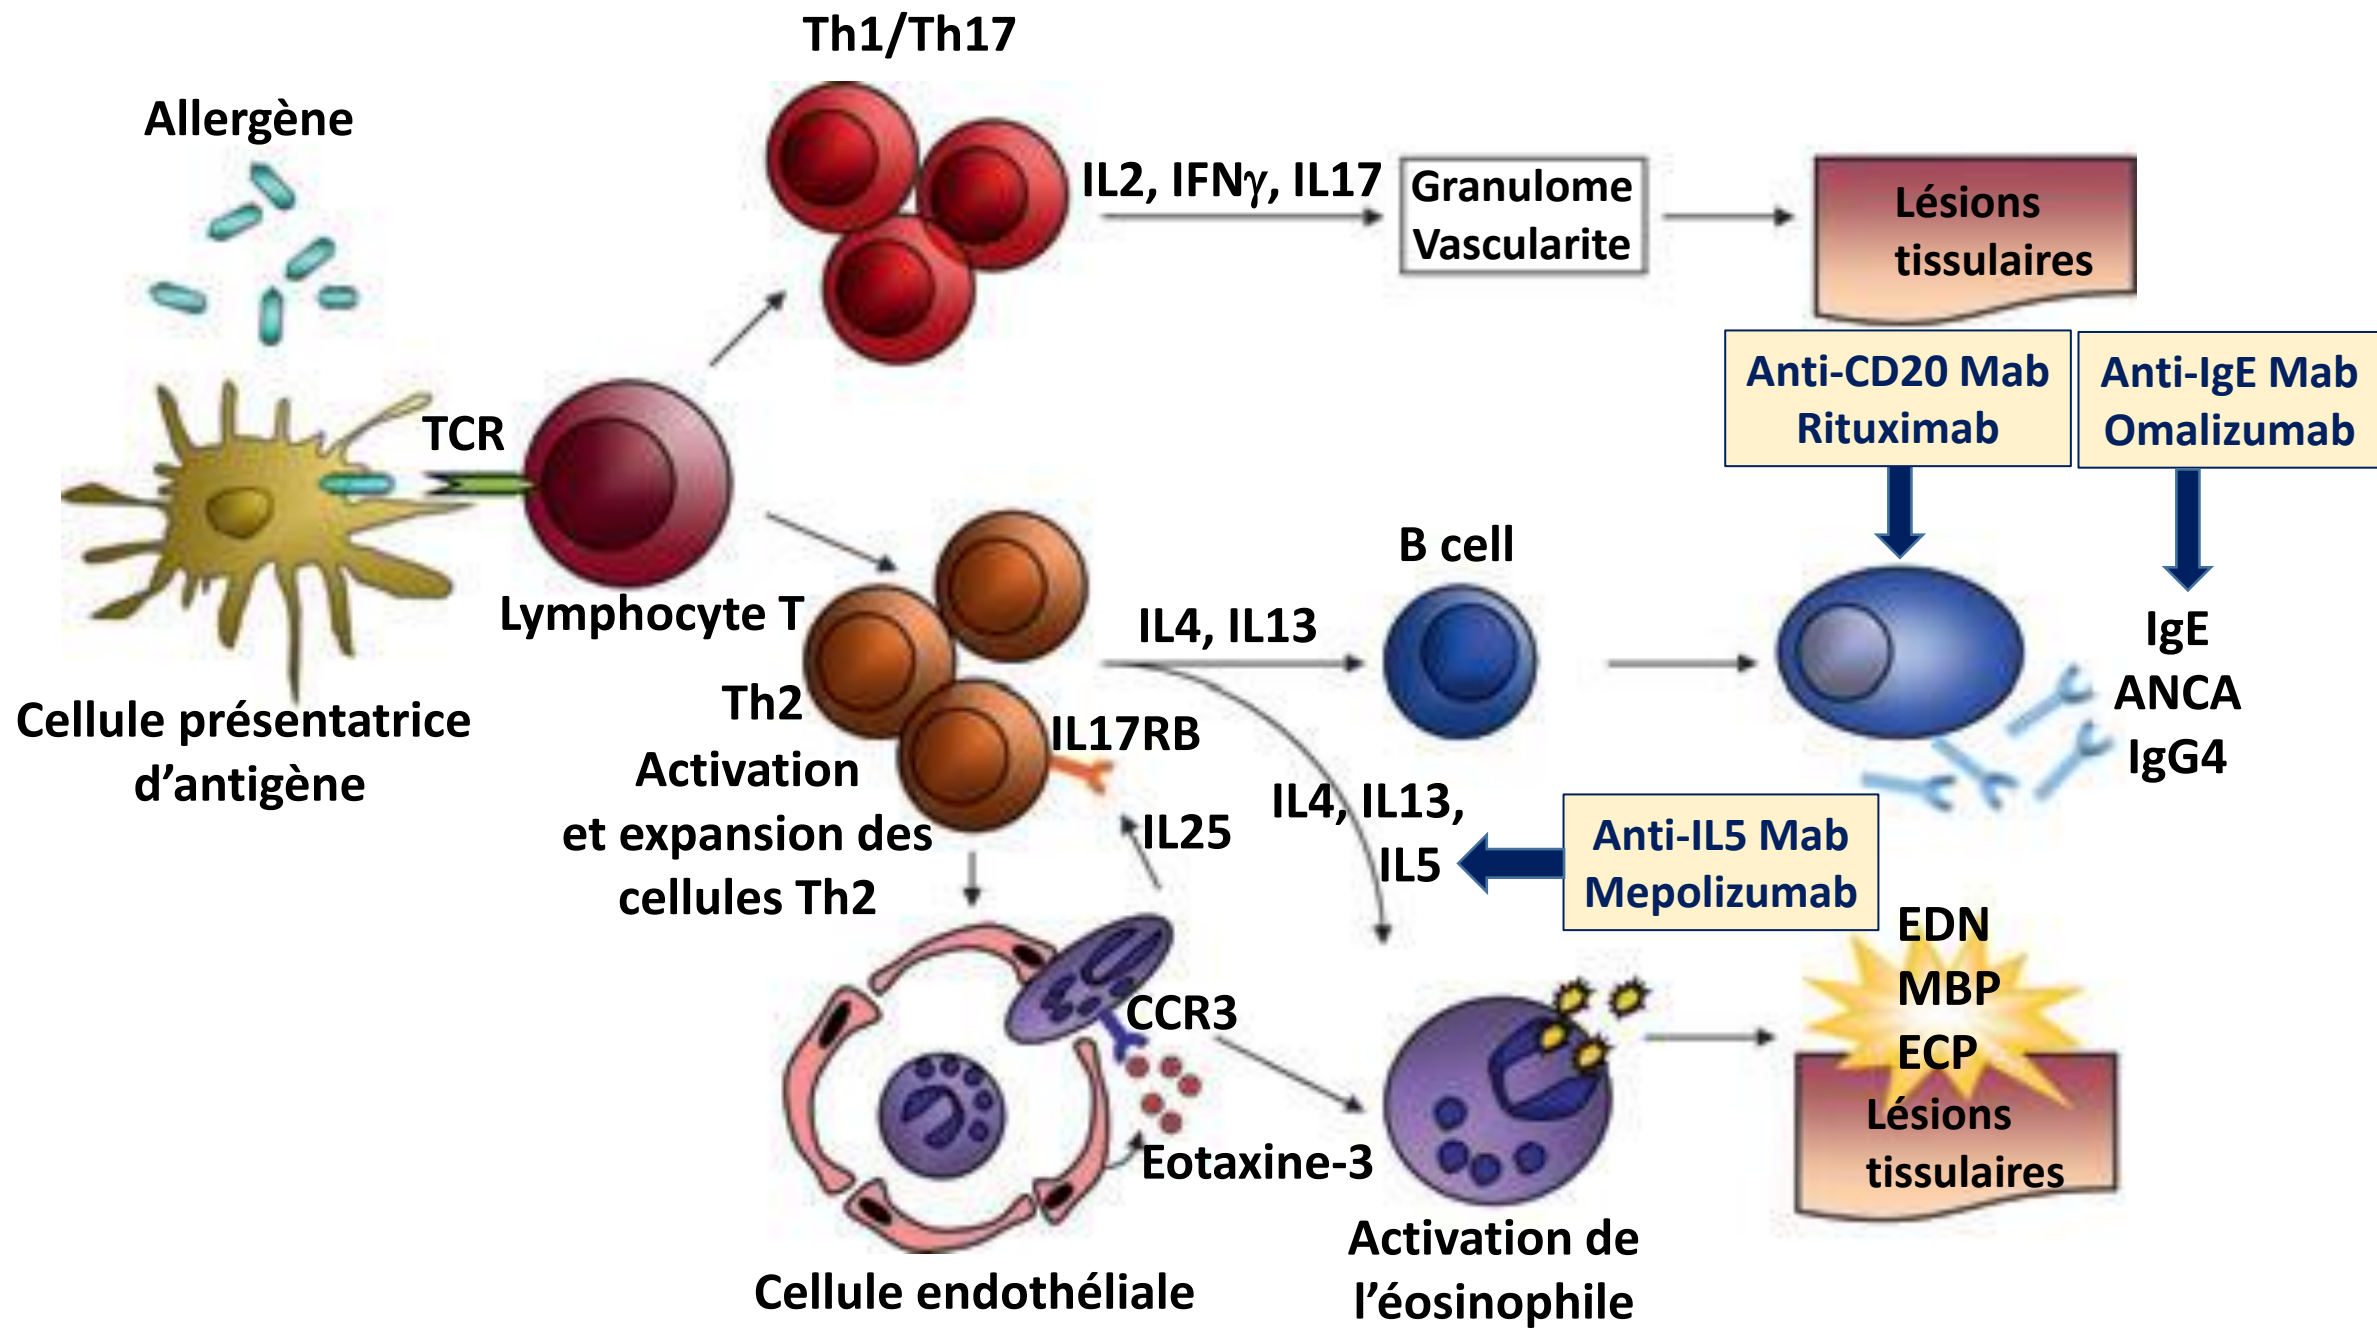 Th1/Th17
Allergène
IL2, IFNγ, IL17
Granulome
Vascularite
Lésions
tissulaires
Anti-CD20 Mab
Rituximab
Anti-IgE Mab
Omalizumab
TCR
Lymphocyte T
Cellule présentatrice
d’antigène
Th2
Activation
et expansion des
cellules Th2
IL17RB
IL25
IL4, IL13
B cell
IgE
ANCA
IgG4
IL4, IL13,
IL5
Anti-IL5 Mab
Mepolizumab
CCR3
Eotaxine-3
Cellule endothéliale
Activation de
l’éosinophile
EDN
MBP
ECP
Lésions
tissulaires